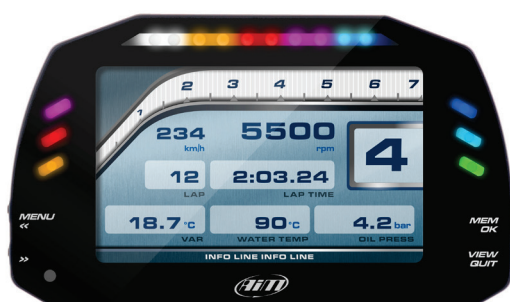 1 2 3 4 5 6 7
234 km/h
5500 rpm
4
12 LAP
2:03.24 LAP TIME
MENU
<<
>>
18.7 °C VAR
90 °C WATER TEMP
4.2 bar OIL PRESS
MEM
OK
VIEW
QUIT
INFO LINE INFO LINE
AiM